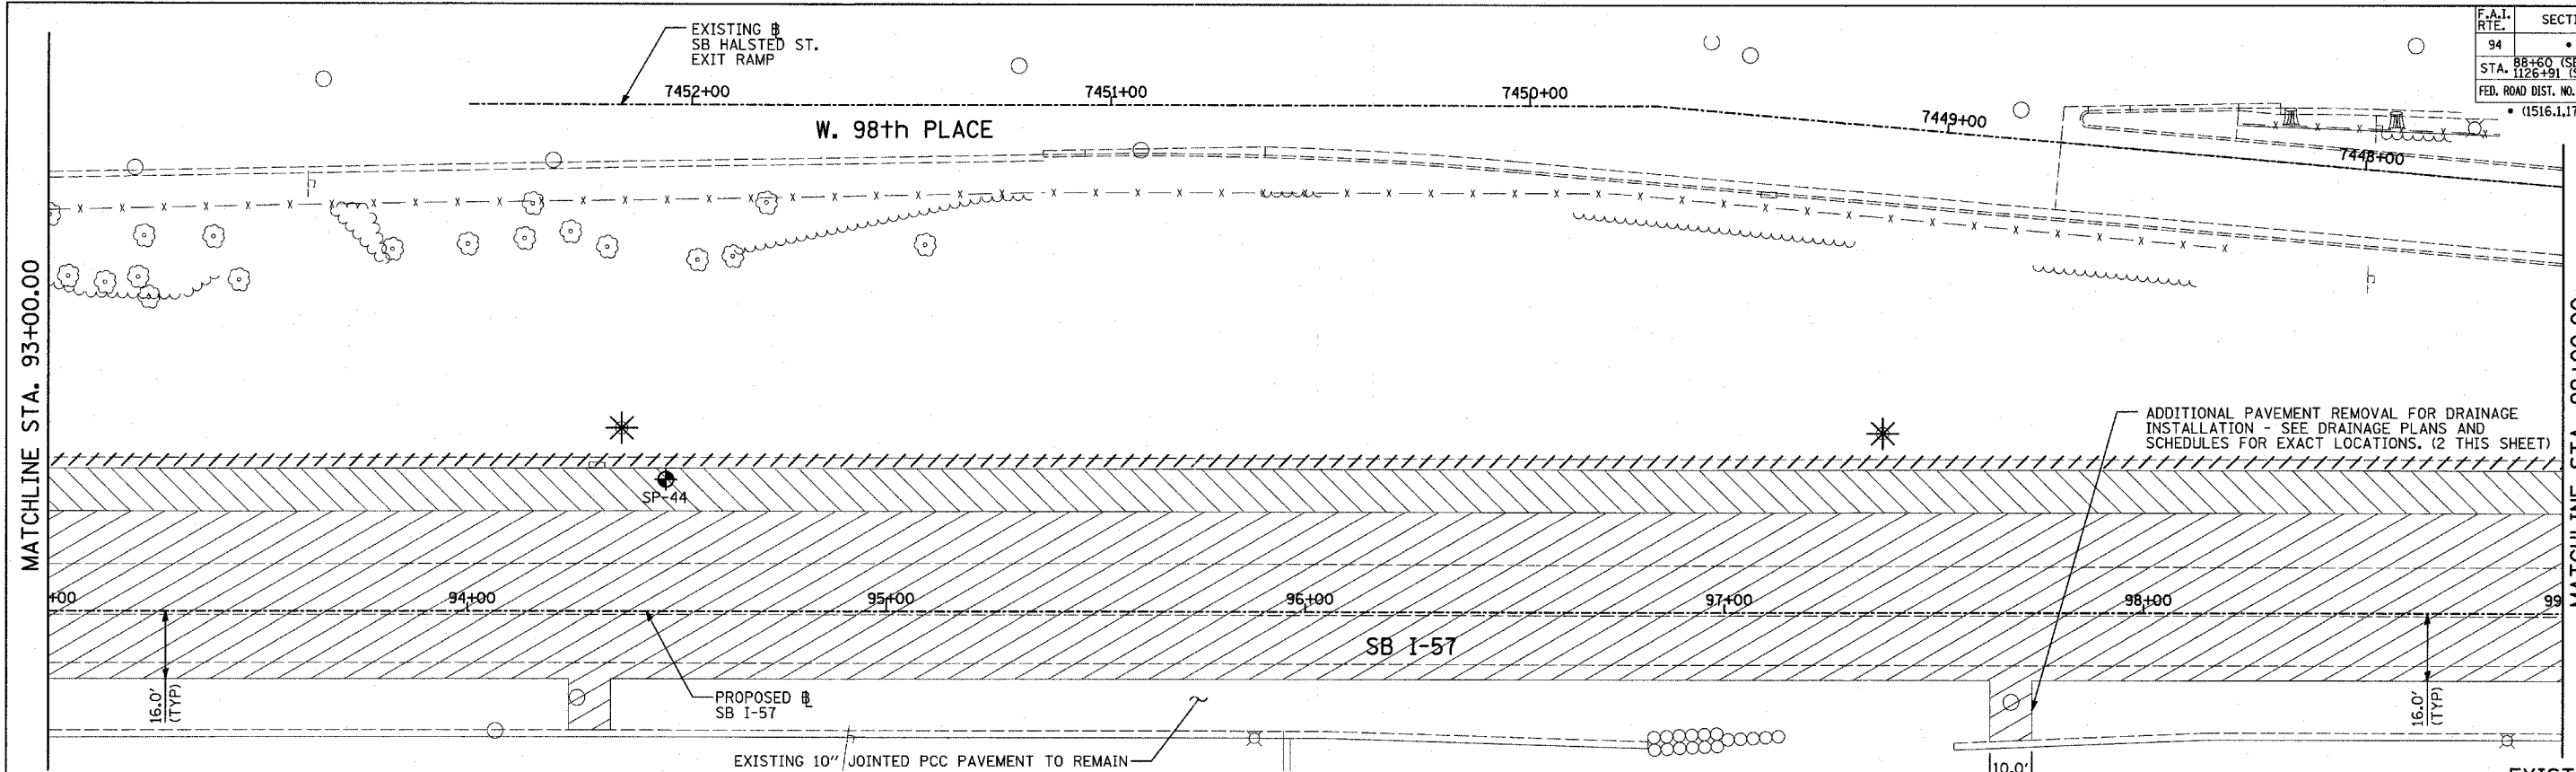 EXISTING ℄
SB HALSTED ST.
EXIT RAMP
F.A.I.
RTE.
94
•
STA.
FED. ROAD DIST. NO.
7452+00
7451+00
7450+00
7449+00
7448+00
W. 98th PLACE
MATCHLINE STA. 93+00.00
ADDITIONAL PAVEMENT REMOVAL FOR DRAINAGE
INSTALLATION - SEE DRAINAGE PLANS AND
SCHEDULES FOR EXACT LOCATIONS. (2 THIS SHEET)
SP-44
+00
94+00
95+00
96+00
97+00
98+00
99
SB I-57
16.0'
(TYP)
PROPOSED ℄
SB I-57
16.0'
(TYP)
EXISTING 10" JOINTED PCC PAVEMENT TO REMAIN
10.0'